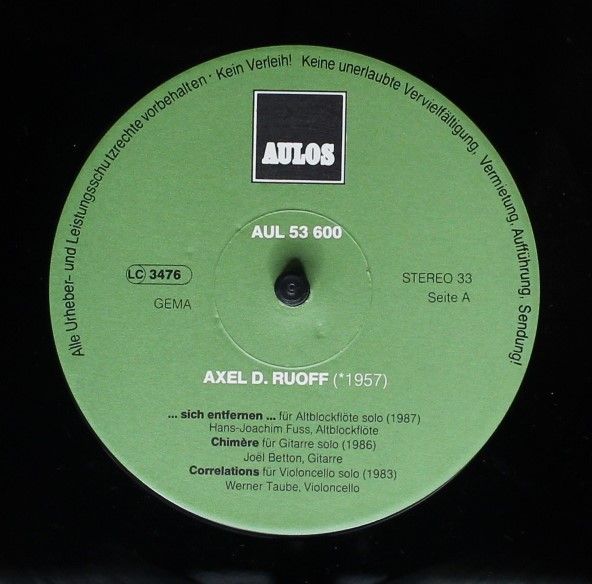 Alle Urheber- und Leistungsschutzrechte vorbehalten · Kein Verleih! Keine unerlaubte Vervielfältigung, Vermietung, Aufführung, Sendung!
AULOS
AUL 53 600
LC 3476
GEMA
STEREO 33
Seite A
AXEL D. RUOFF (*1957)
... sich entfernen ... für Altblockflöte solo (1987)
Hans-Joachim Fuss, Altblockflöte
Chimère für Gitarre solo (1986)
Joël Betton, Gitarre
Correlations für Violoncello solo (1983)
Werner Taube, Violoncello